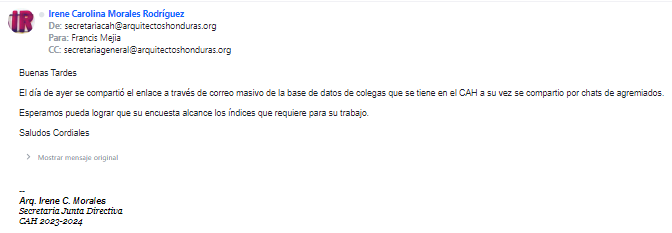 Irene Carolina Morales Rodríguez
De: secretariacah@arquitectoshonduras.org
Para: Francis Mejia
CC: secretariageneral@arquitectoshonduras.org
Buenas Tardes
El día de ayer se compartió el enlace a través de correo masivo de la base de datos de colegas que se tiene en el CAH a su vez se compartio por chats de agremiados.
Esperamos pueda lograr que su encuesta alcance los índices que requiere para su trabajo.
Saludos Cordiales
Mostrar mensaje original
--
Arq. Irene C. Morales
Secretaria Junta Directiva
CAH 2023-2024